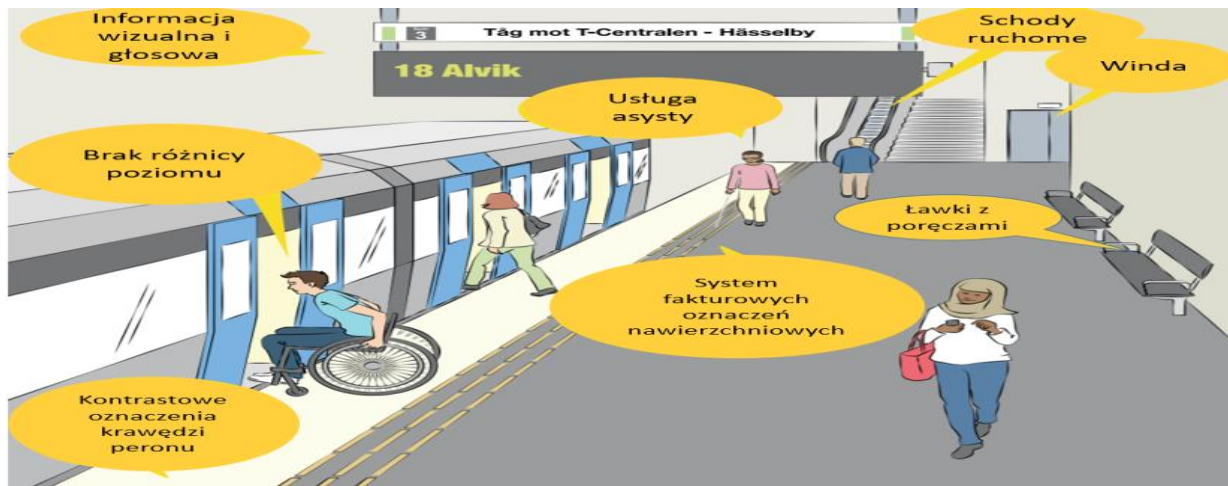 Informacja
wizualna i
głosowa
3
Tåg mot T-Centralen - Hässelby
18 Alvik
Schody
ruchome
Winda
Usługa
asysty
Brak różnicy
poziomu
Ławki z
poręczami
System
fakturowych
oznaczeń
nawierzchniowych
Kontrastowe
oznaczenia
krawędzi
peronu